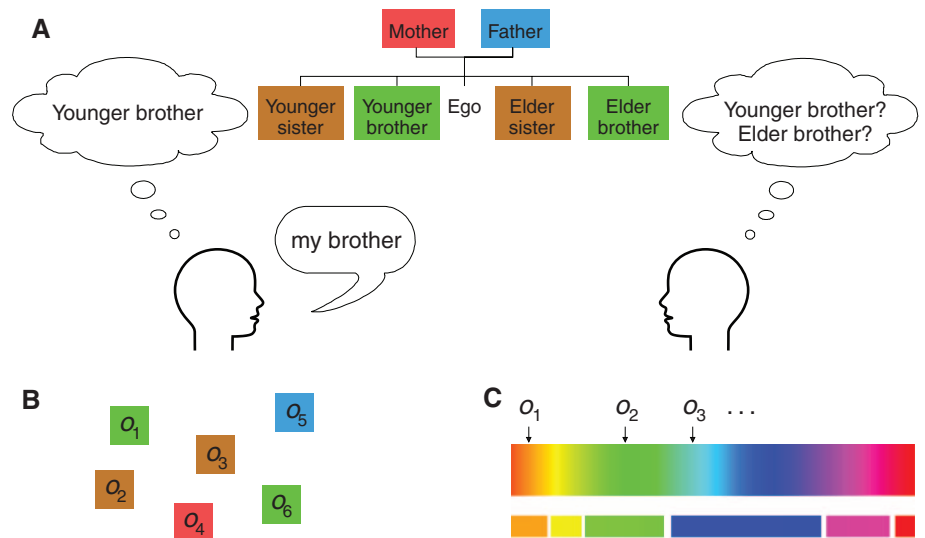 A
Mother
Father
Younger brother
Younger
sister
Younger
brother
Ego
Elder
sister
Elder
brother
Younger brother?
Elder brother?
my brother
B
o1
o2
o3
o4
o5
o6
C
o1
o2
o3
...